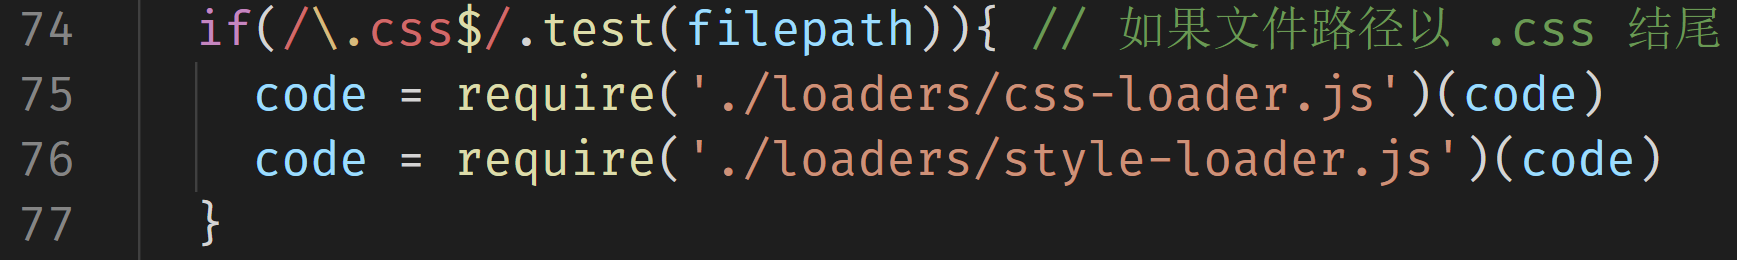 74 if(/\.css$/.test(filepath)){ // 如果文件路径以 .css 结尾
75 code = require('./loaders/css-loader.js')(code)
76 code = require('./loaders/style-loader.js')(code)
77 }